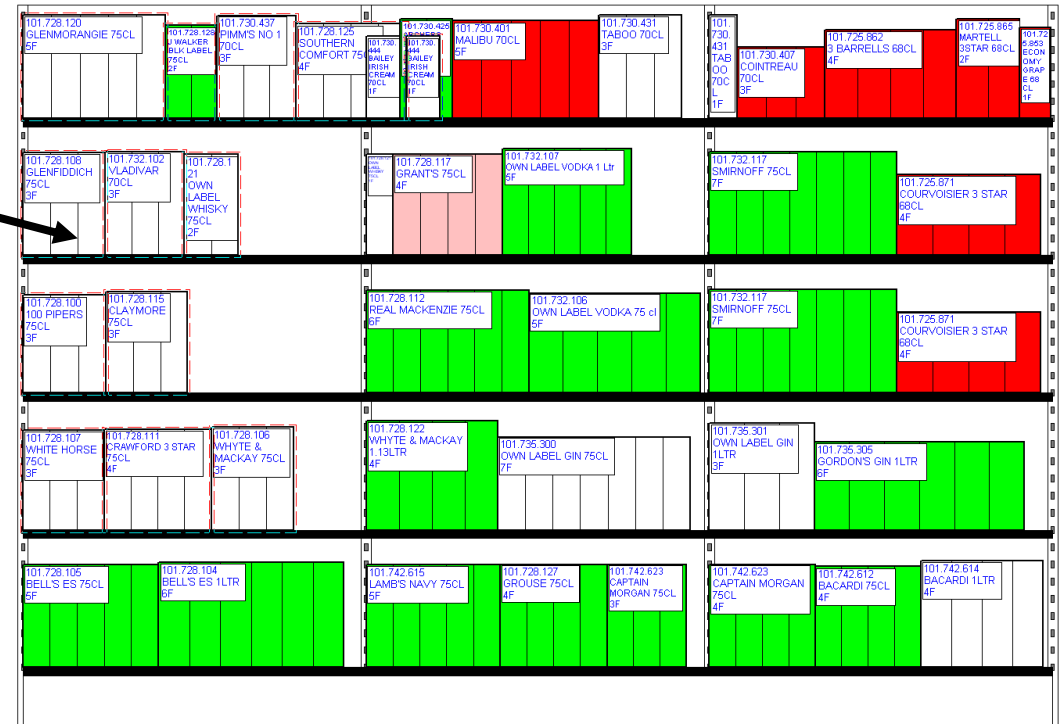 101.728.120
GLENMORANGIE 75CL
5F
101.728.128
J WALKER
BLK LABEL
75CL
2F
101.730.437
PIMM'S NO 1
70CL
3F
101.728.125
SOUTHERN
COMFORT 75
4F
101.730.
444
BAILEY
IRISH
CREAM
70CL
1F
101.730.425
101.730.
444
BAILEY
IRISH
CREAM
70CL
1F
101.730.401
MALIBU 70CL
5F
101.730.431
TABOO 70CL
3F
101.
730.
431
TAB
OO
70C
L
1F
101.730.407
COINTREAU
70CL
3F
101.725.862
3 BARRELLS 68CL
4F
101.725.865
MARTELL
3STAR 68CL
2F
101.72
5.853
ECON
OMY
GRAP
E 68
CL
1F
101.728.108
GLENFIDDICH
75CL
3F
101.732.102
VLADIVAR
70CL
3F
101.728.1
21
OWN
LABEL
WHISKY
75CL
2F
101.728.117
GRANT'S 75CL
4F
101.732.107
OWN LABEL VODKA 1 Ltr
5F
101.732.117
SMIRNOFF 75CL
7F
101.725.871
COURVOISIER 3 STAR
68CL
4F
101.728.100
100 PIPERS
75CL
3F
101.728.115
CLAYMORE
75CL
3F
101.728.112
REAL MACKENZIE 75CL
6F
101.732.106
OWN LABEL VODKA 75 cl
5F
101.732.117
SMIRNOFF 75CL
7F
101.725.871
COURVOISIER 3 STAR
68CL
4F
101.728.107
WHITE HORSE
75CL
3F
101.728.111
CRAWFORD 3 STAR
75CL
4F
101.728.106
WHYTE &
MACKAY 75CL
3F
101.728.122
WHYTE & MACKAY
1.13LTR
4F
101.735.300
OWN LABEL GIN 75CL
7F
101.735.301
OWN LABEL GIN
1LTR
3F
101.735.305
GORDON'S GIN 1LTR
6F
101.728.105
BELL'S ES 75CL
5F
101.728.104
BELL'S ES 1LTR
6F
101.742.615
LAMB'S NAVY 75CL
5F
101.728.127
GROUSE 75CL
4F
101.742.623
CAPTAIN
MORGAN 75CL
3F
101.742.623
CAPTAIN MORGAN
75CL
4F
101.742.612
BACARDI 75CL
4F
101.742.614
BACARDI 1LTR
4F